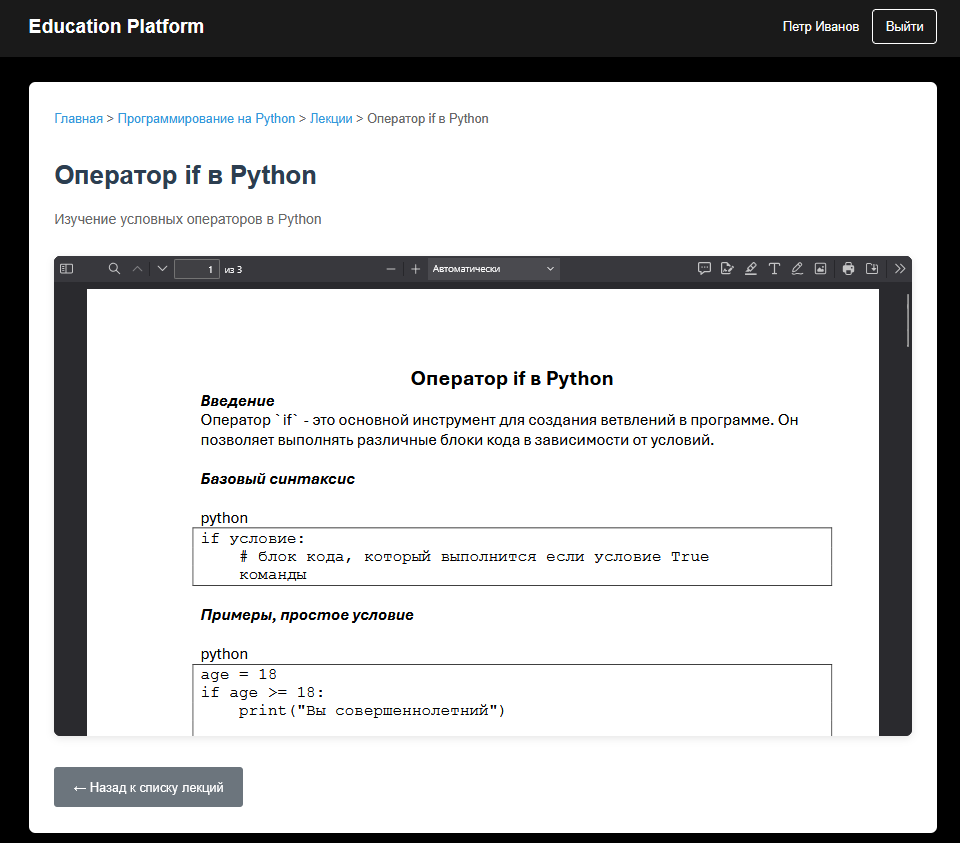 Education Platform
Петр Иванов
Выйти
Главная > Программирование на Python > Лекции > Оператор if в Python
Оператор if в Python
Изучение условных операторов в Python
1 из 3
Автоматически
Оператор if в Python
Введение
Оператор `if` - это основной инструмент для создания ветвлений в программе. Он
позволяет выполнять различные блоки кода в зависимости от условий.
Базовый синтаксис
python
if условие:
    # блок кода, который выполнится если условие True
    команды
Примеры, простое условие
python
age = 18
if age >= 18:
    print("Вы совершеннолетний")
← Назад к списку лекций